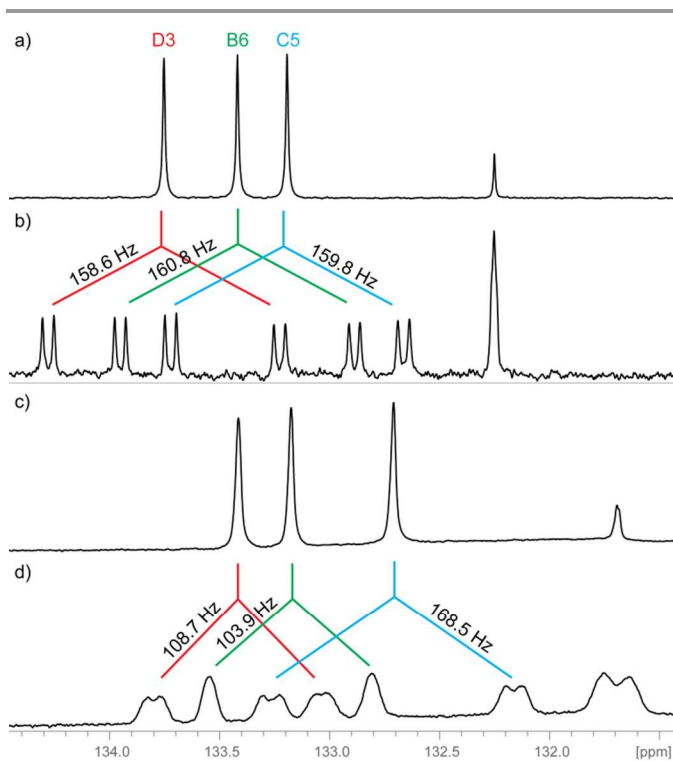 a) D3 B6 C5
b)
158.6 Hz 160.8 Hz 159.8 Hz
c)
d)
108.7 Hz 103.9 Hz 168.5 Hz
134.0 133.5 133.0 132.5 132.0 [ppm]